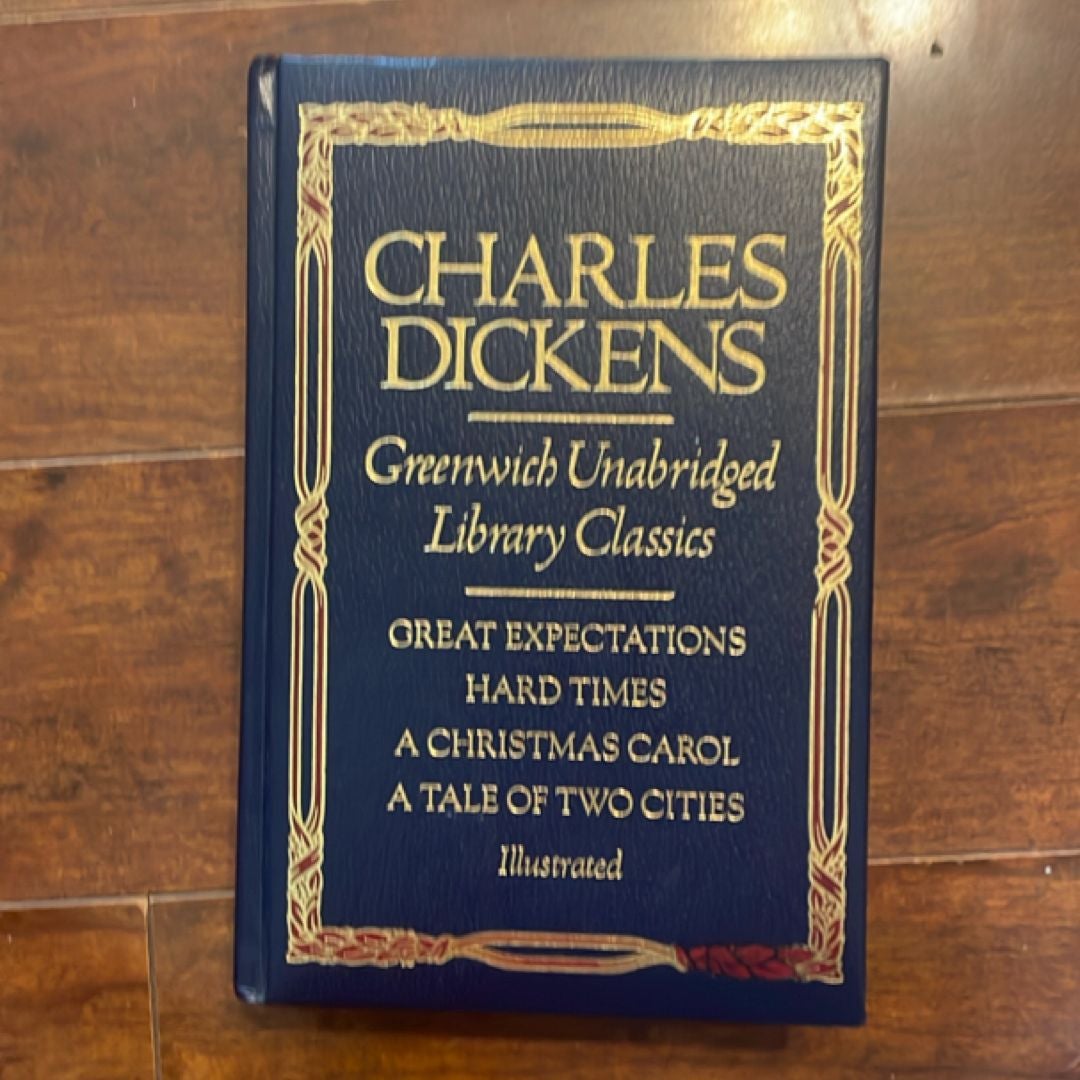 CHARLES
DICKENS
Greenwich Unabridged
Library Classics
GREAT EXPECTATIONS
HARD TIMES
A CHRISTMAS CAROL
A TALE OF TWO CITIES
Illustrated